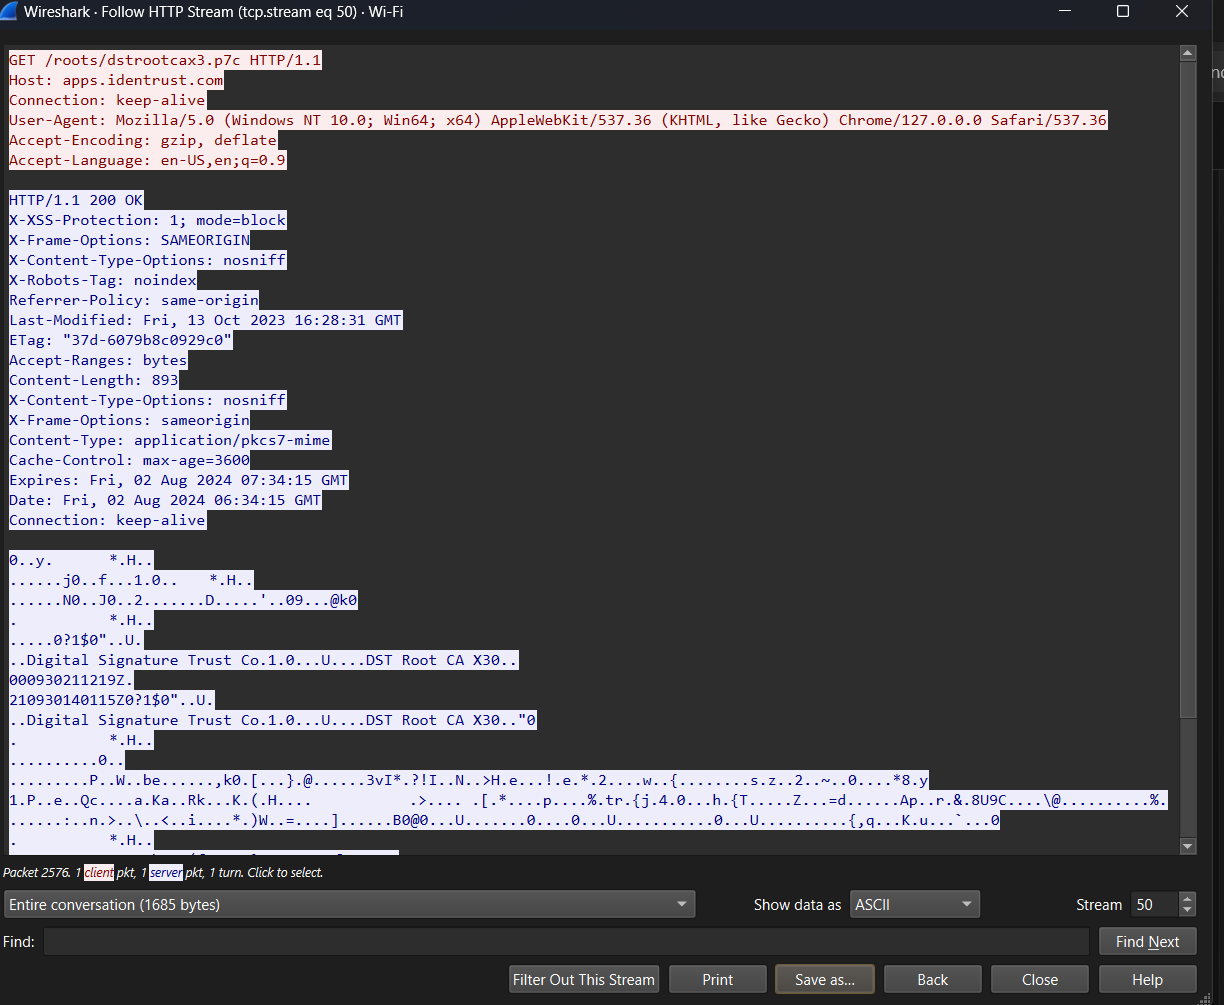 Wireshark · Follow HTTP Stream (tcp.stream eq 50) · Wi-Fi
GET /roots/dstrootcax3.p7c HTTP/1.1
Host: apps.identrust.com
Connection: keep-alive
User-Agent: Mozilla/5.0 (Windows NT 10.0; Win64; x64) AppleWebKit/537.36 (KHTML, like Gecko) Chrome/127.0.0.0 Safari/537.36
Accept-Encoding: gzip, deflate
Accept-Language: en-US,en;q=0.9
HTTP/1.1 200 OK
X-XSS-Protection: 1; mode=block
X-Frame-Options: SAMEORIGIN
X-Content-Type-Options: nosniff
X-Robots-Tag: noindex
Referrer-Policy: same-origin
Last-Modified: Fri, 13 Oct 2023 16:28:31 GMT
ETag: "37d-6079b8c0929c0"
Accept-Ranges: bytes
Content-Length: 893
X-Content-Type-Options: nosniff
X-Frame-Options: sameorigin
Content-Type: application/pkcs7-mime
Cache-Control: max-age=3600
Expires: Fri, 02 Aug 2024 07:34:15 GMT
Date: Fri, 02 Aug 2024 06:34:15 GMT
Connection: keep-alive
0..y. *.H..
......j0..f...1.0.. *.H..
......N0..J0..2.......D.....'..09...@k0
. *.H..
.....0?1$0"..U.
..Digital Signature Trust Co.1.0...U....DST Root CA X30..
000930211219Z.
210930140115Z0?1$0"..U.
..Digital Signature Trust Co.1.0...U....DST Root CA X30.."0
. *.H..
..........0..
.........P..W..be......,k0.[...}.@......3vI*.?!I..N..>H.e...!.e.*.2....w..{........s.z..2..~..0....*8.y
1.P..e..Qc....a.Ka..Rk...K.(.H.... .>.... .[.*....p....%.tr.{j.4.0...h.{T.....Z...=d......Ap..r.&.8U9C....\@..........%.
......:..n.>..\..<..i....*.)W..=....]......B0@0...U.......0....0...U...........0...U..........{,q...K.u...`...0
. *.H..
Packet 2576. 1 client pkt, 1 server pkt, 1 turn. Click to select.
Entire conversation (1685 bytes)
Show data as ASCII
Stream 50
Find:
Find Next
Filter Out This Stream
Print
Save as...
Back
Close
Help